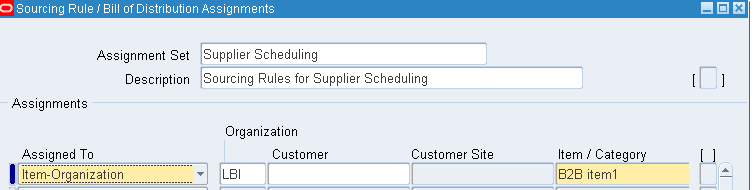 Sourcing Rule / Bill of Distribution Assignments
Assignment Set Supplier Scheduling
Description Sourcing Rules for Supplier Scheduling [ ]
Assignments
Organization
Assigned To Customer Customer Site Item / Category [ ]
Item-Organization LBI B2B item1